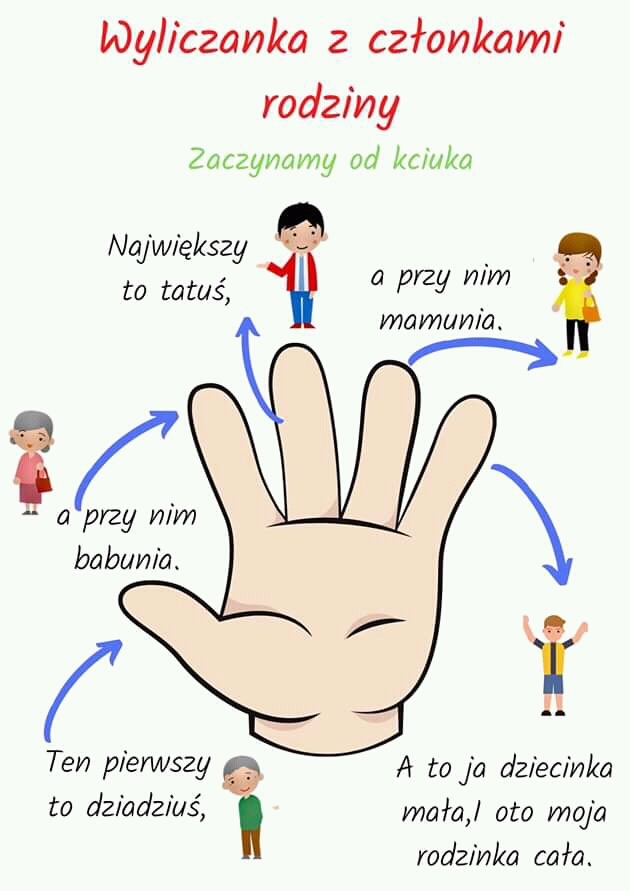 Wyliczanka z członkami
rodziny
Zaczynamy od kciuka
Ten pierwszy
to dziadziuś,
a przy nim
babunia.
Największy
to tatuś,
a przy nim
mamunia.
A to ja dziecinka
mała,I oto moja
rodzinka cała.